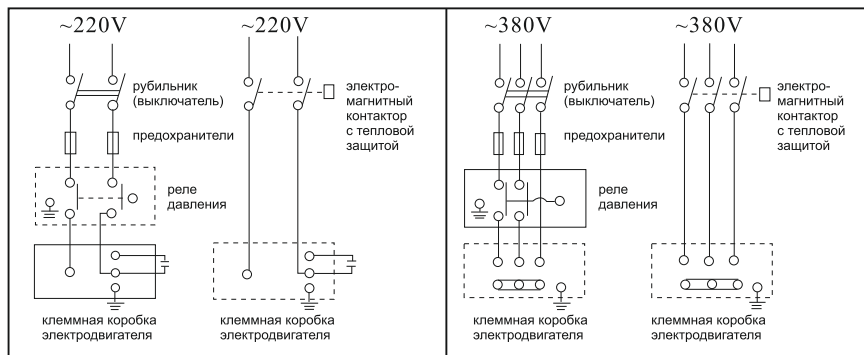 ~220V
рубильник
(выключатель)
предохранители
реле
давления
клеммная коробка
электродвигателя
~220V
электро-
магнитный
контактор
с тепловой
защитой
клеммная коробка
электродвигателя
~380V
рубильник
(выключатель)
предохранители
реле
давления
клеммная коробка
электродвигателя
~380V
электро-
магнитный
контактор
с тепловой
защитой
клеммная коробка
электродвигателя